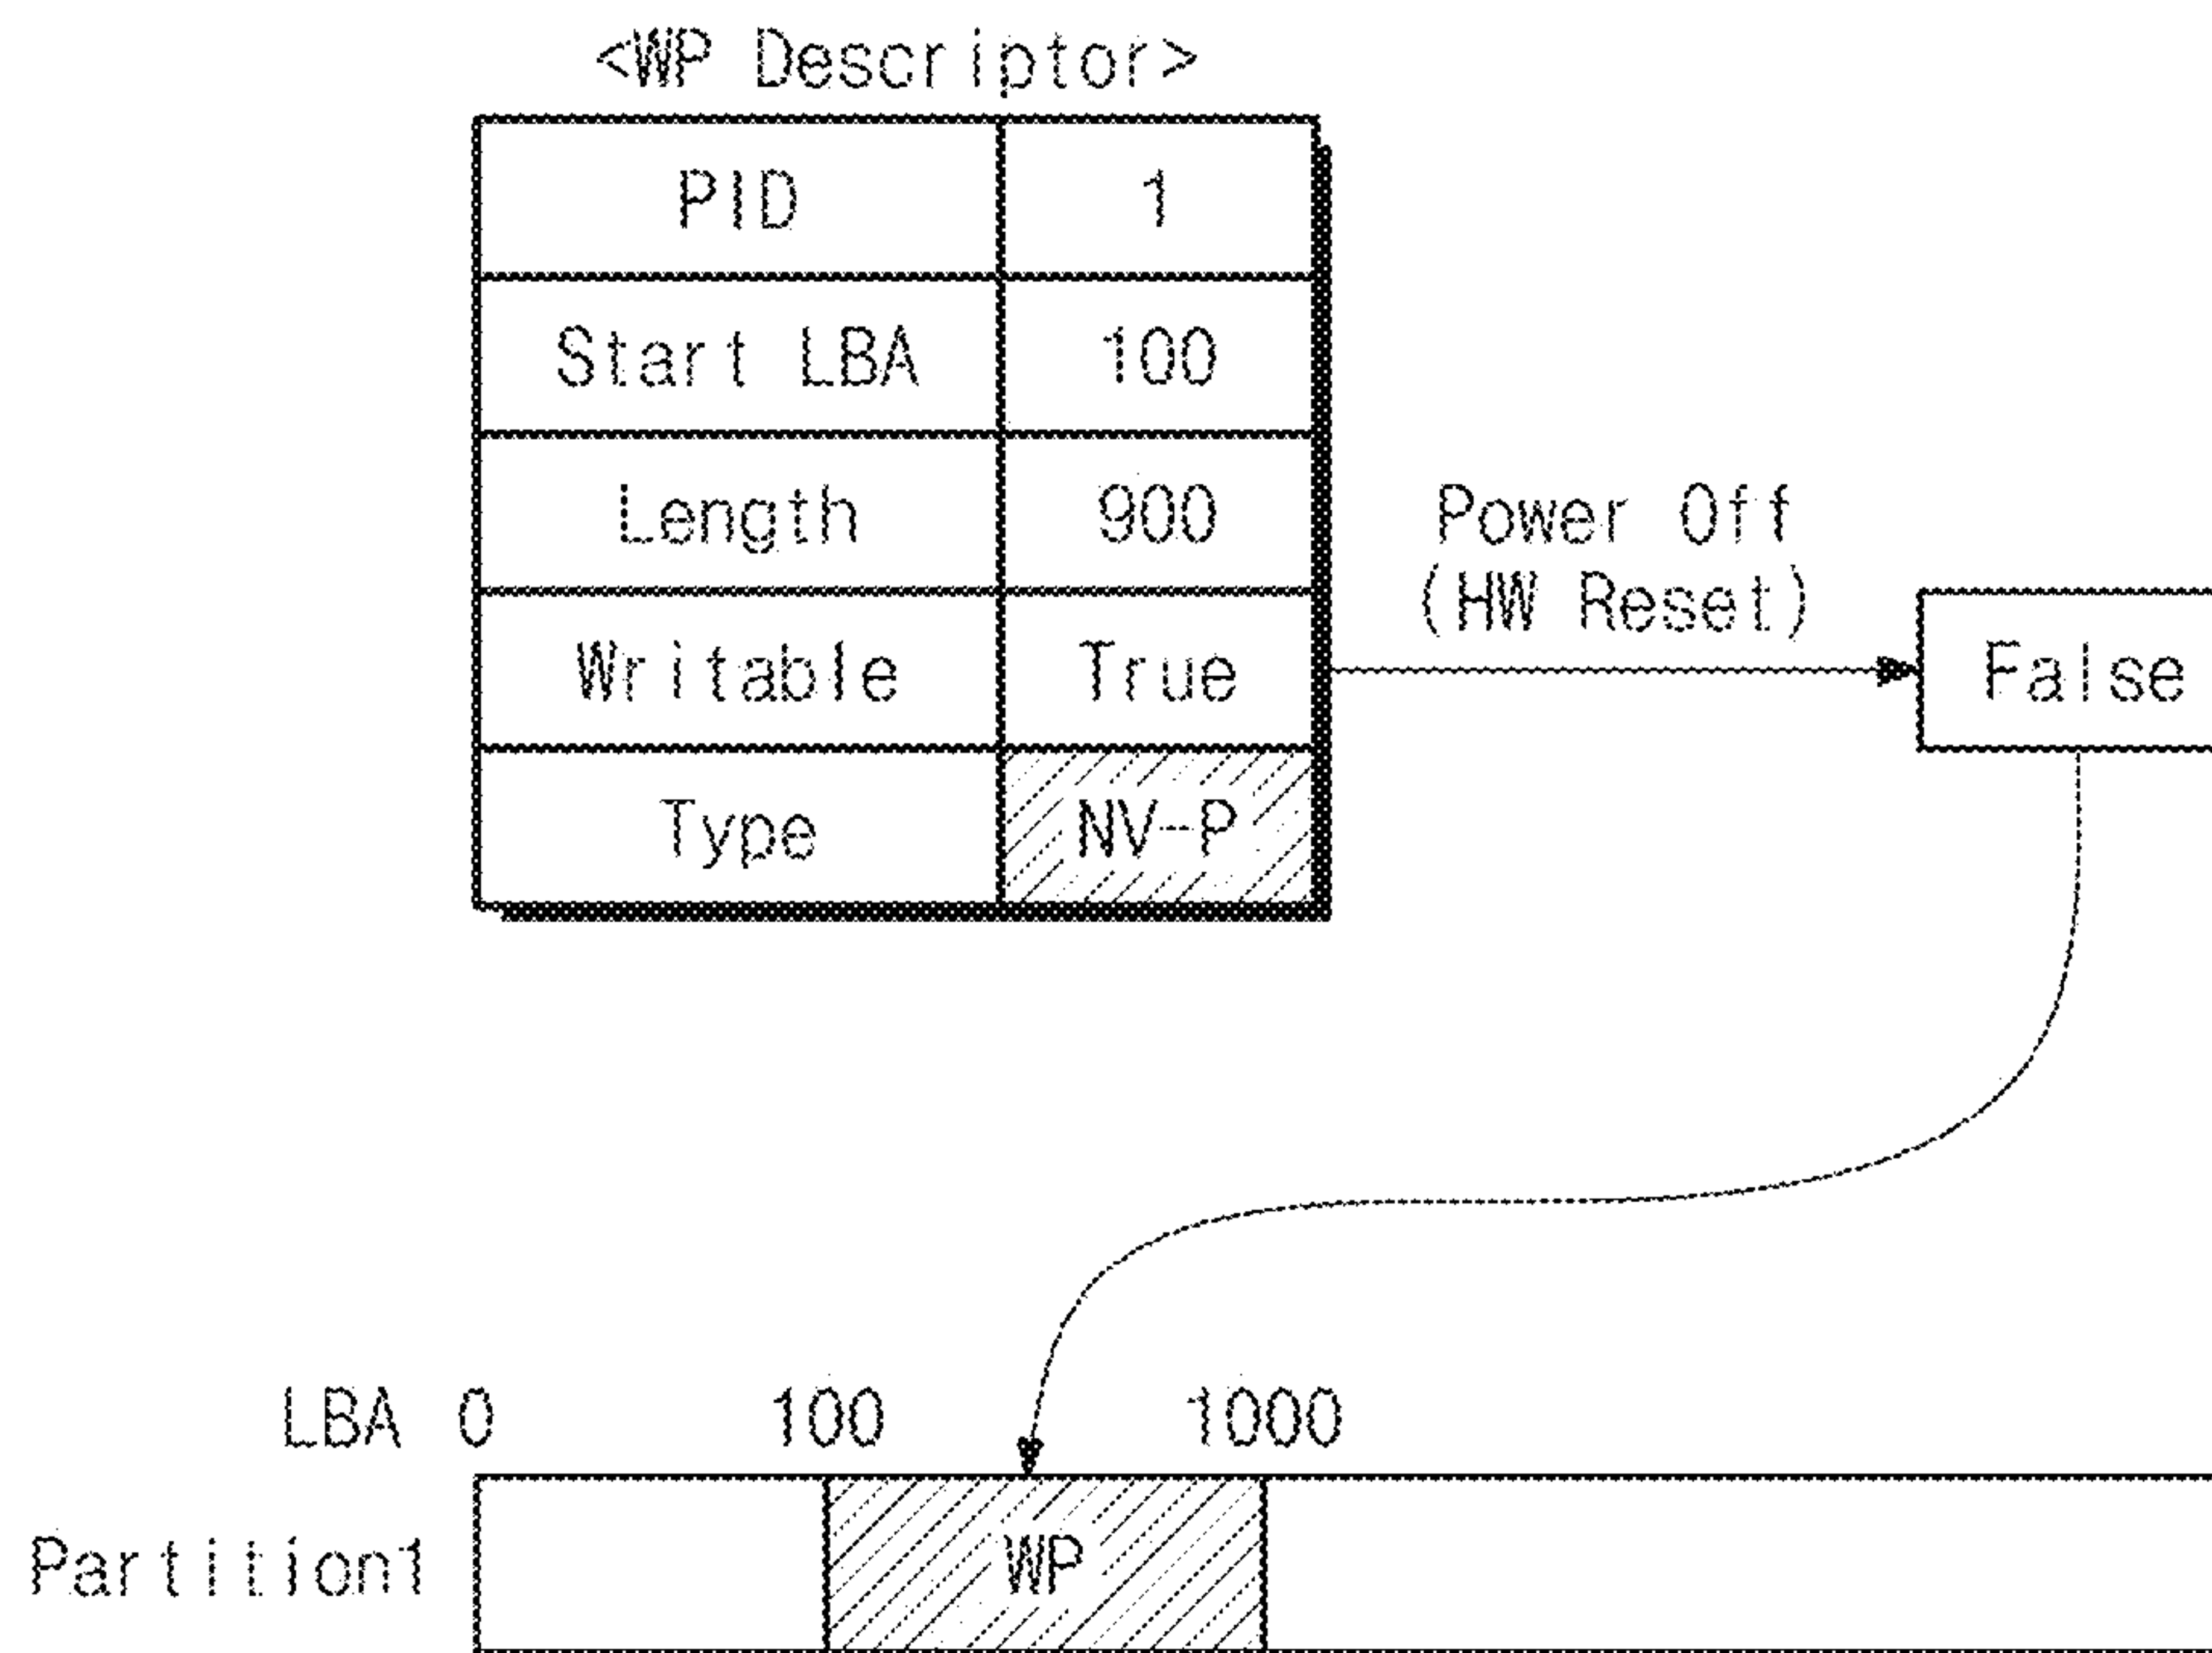 <WP Descriptor>
PID 1
Start LBA 100
Length 900
Power Off
(HW Reset)
Writable True
False
Type NV-P
LBA 0 100 1000
Partition1 WP